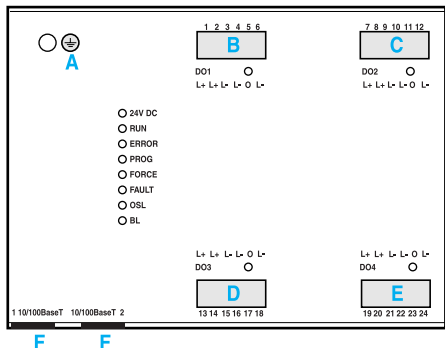 1 2 3 4 5 6
7 8 9 10 11 12
A
B
C
DO1
DO2
L+ L+ L- L- O L-
L+ L+ L- L- O L-
24V DC
RUN
ERROR
PROG
FORCE
FAULT
OSL
BL
L+ L+ L- L- O L-
L+ L+ L- L- O L-
DO3
DO4
D
E
1 10/100BaseT 10/100BaseT 2
13 14 15 16 17 18
19 20 21 22 23 24
F F